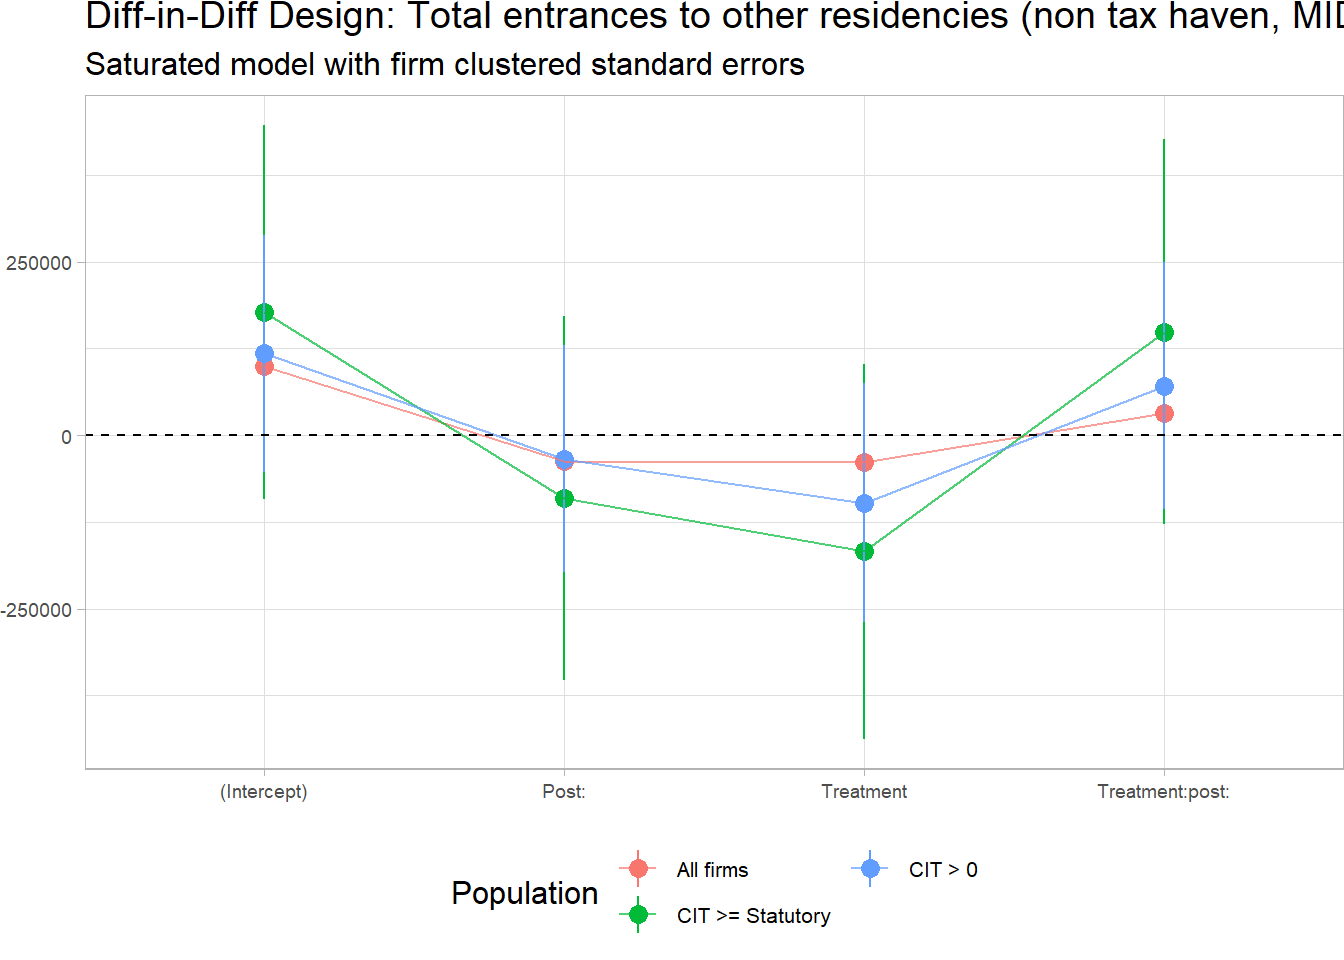 Diff-in-Diff Design: Total entrances to other residencies (non tax haven,
Saturated model with firm clustered standard errors
250000
0
-250000
(Intercept) Post: Treatment Treatment:post:
Population
All firms CIT > 0
CIT >= Statutory